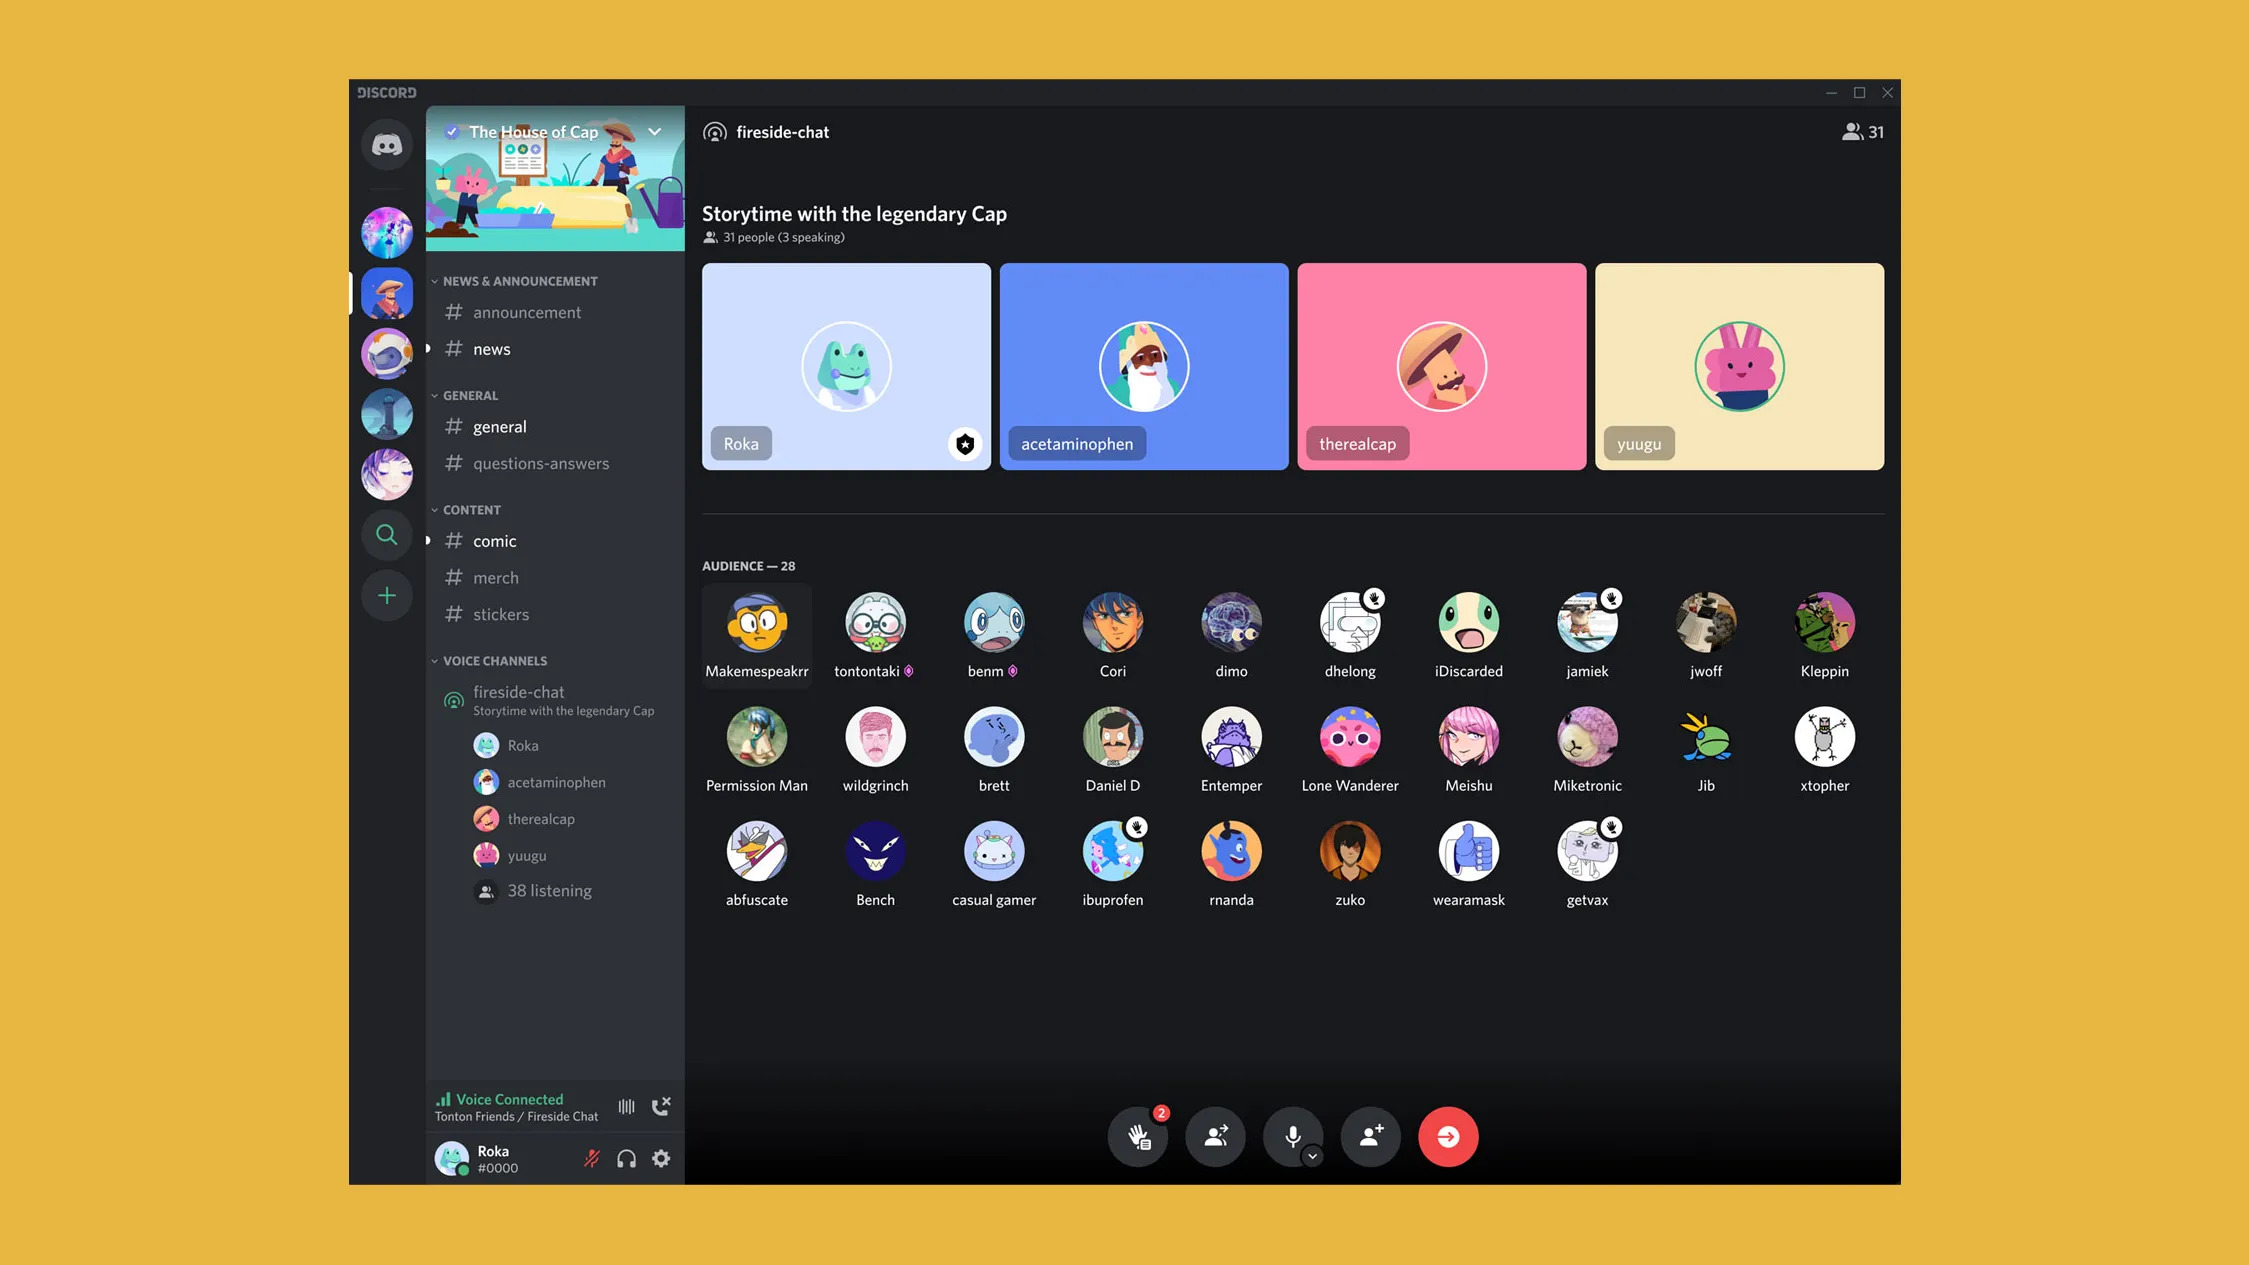 DISCORD
The House of Cap
NEWS & ANNOUNCEMENT
# announcement
# news
GENERAL
# general
# questions-answers
CONTENT
# comic
# merch
# stickers
VOICE CHANNELS
fireside-chat
Storytime with the legendary Cap
Roka
acetaminophen
therealcap
yuugu
38 listening
Voice Connected
Tonton Friends / Fireside Chat
Roka
#0000
fireside-chat
31
Storytime with the legendary Cap
31 people (3 speaking)
Roka
acetaminophen
therealcap
yuugu
AUDIENCE — 28
Makemespeakrr tontontaki benm Cori dimo dhelong iDiscarded jamiek jwoff Kleppin
Permission Man wildgrinch brett Daniel D Entemper Lone Wanderer Meishu Miketronic Jib xtopher
abfuscate Bench casual gamer ibuprofen rnanda zuko wearamask getvax
2